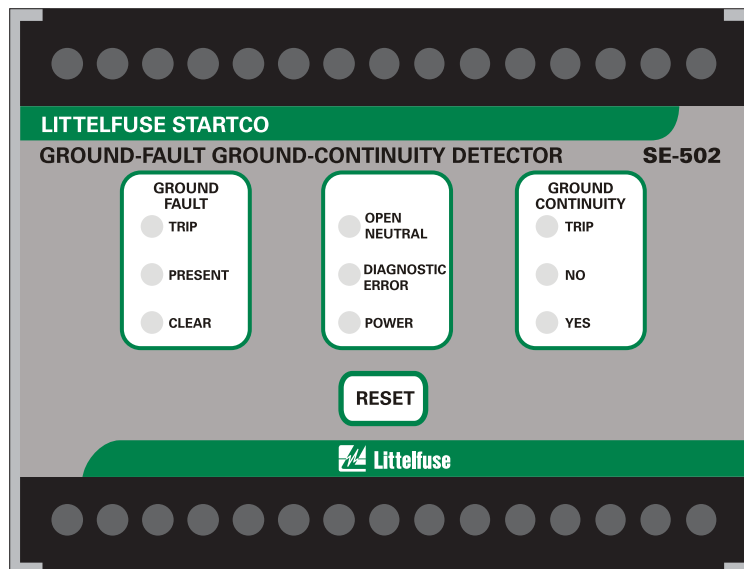 LITTELFUSE STARTCO
GROUND-FAULT GROUND-CONTINUITY DETECTOR SE-502
GROUND
FAULT
TRIP
PRESENT
CLEAR
OPEN
NEUTRAL
DIAGNOSTIC
ERROR
POWER
GROUND
CONTINUITY
TRIP
NO
YES
RESET
Littelfuse